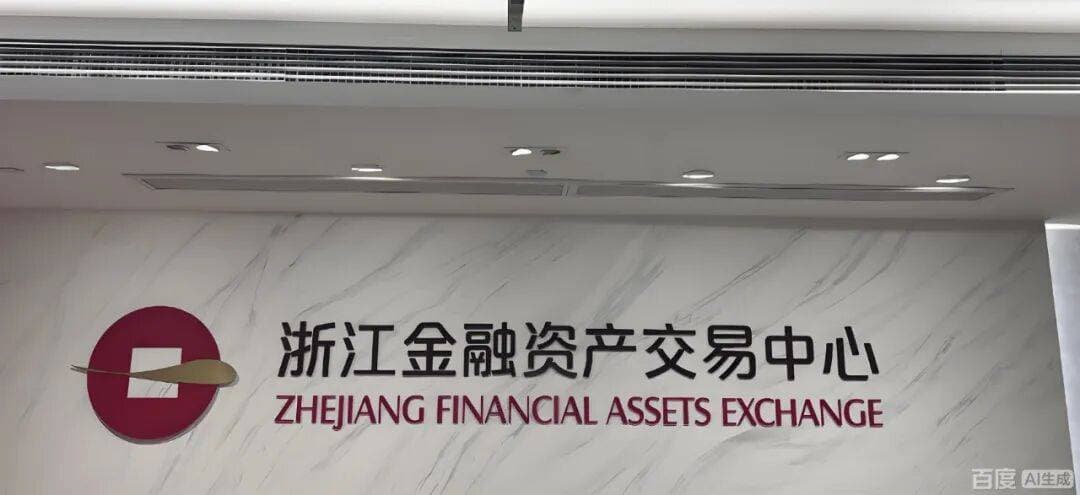 浙江金融资产交易中心
ZHEJIANG FINANCIAL ASSETS EXCHANGE
百度 AI生成